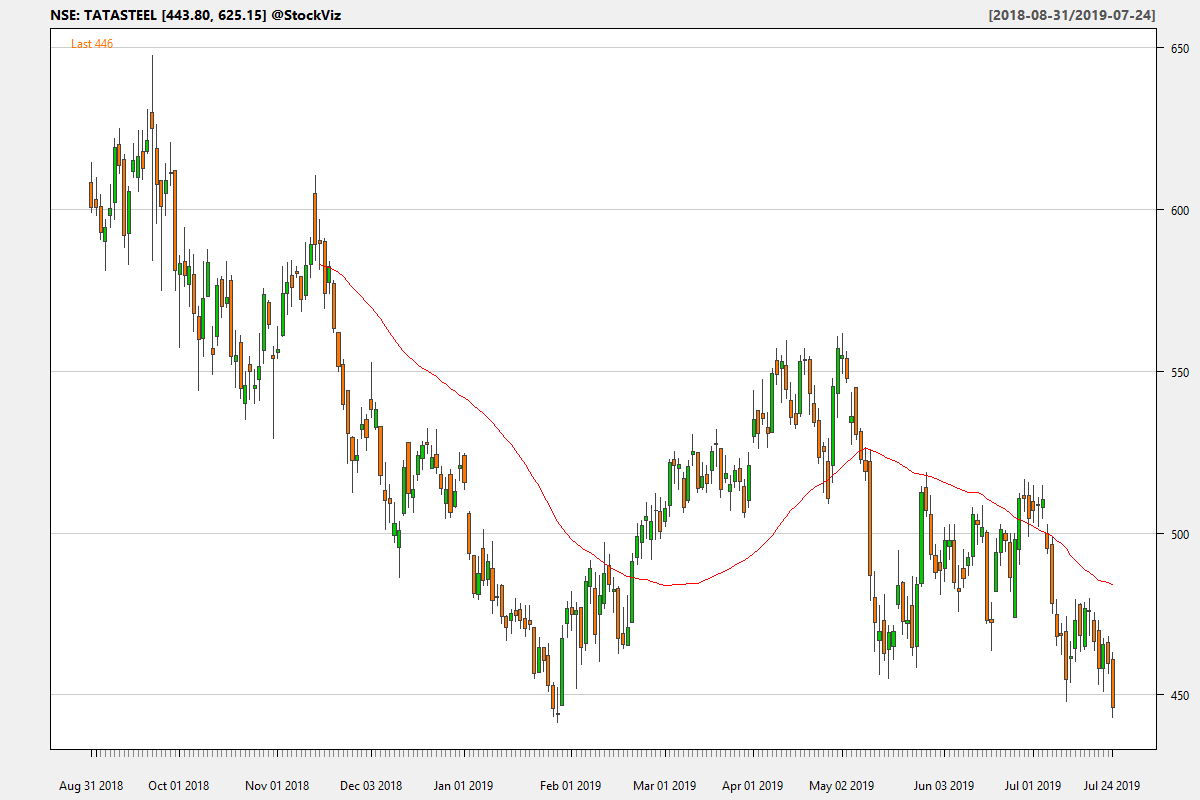 NSE: TATASTEEL [443.80, 625.15] @StockViz [2018-08-31/2019-07-24]
Last 446
650
600
550
500
450
Aug 31 2018 Oct 01 2018 Nov 01 2018 Dec 03 2018 Jan 01 2019 Feb 01 2019 Mar 01 2019 Apr 01 2019 May 02 2019 Jun 03 2019 Jul 01 2019 Jul 24 2019